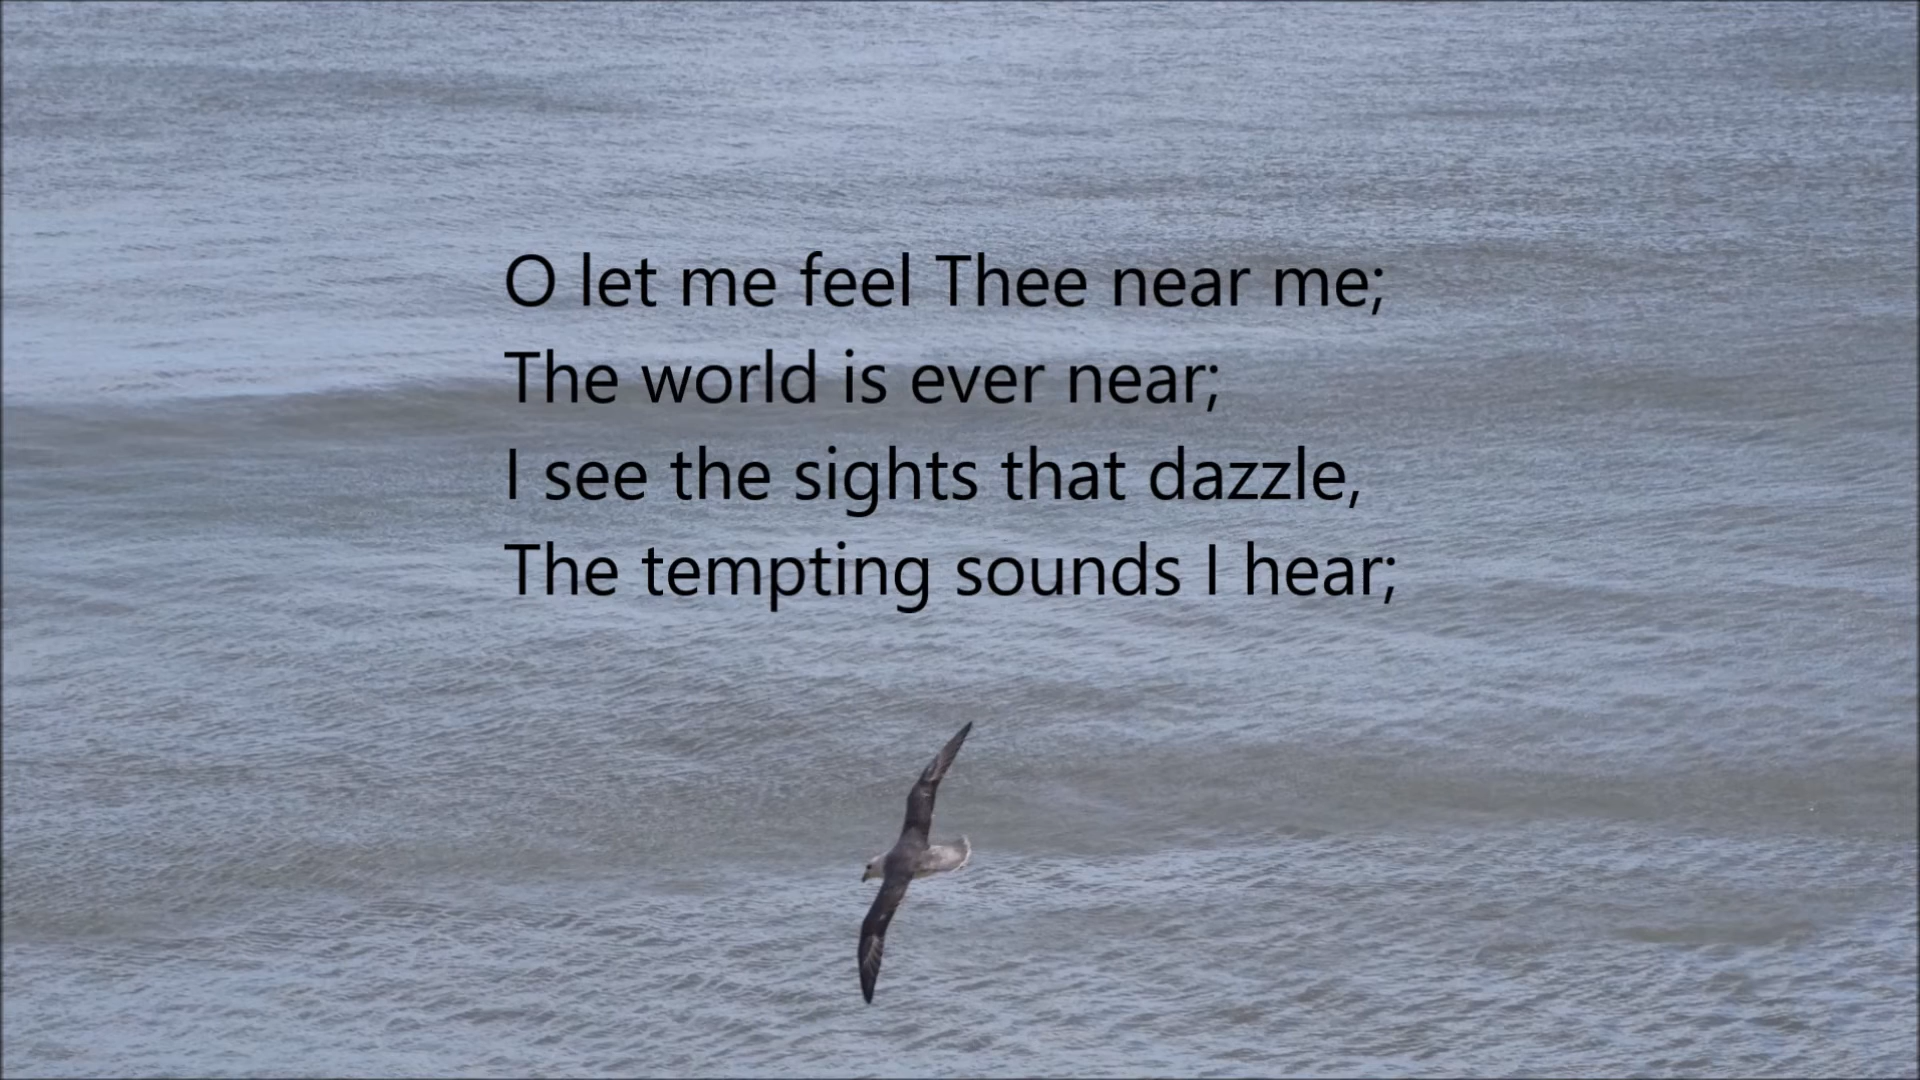 O let me feel Thee near me;
The world is ever near;
I see the sights that dazzle,
The tempting sounds I hear;